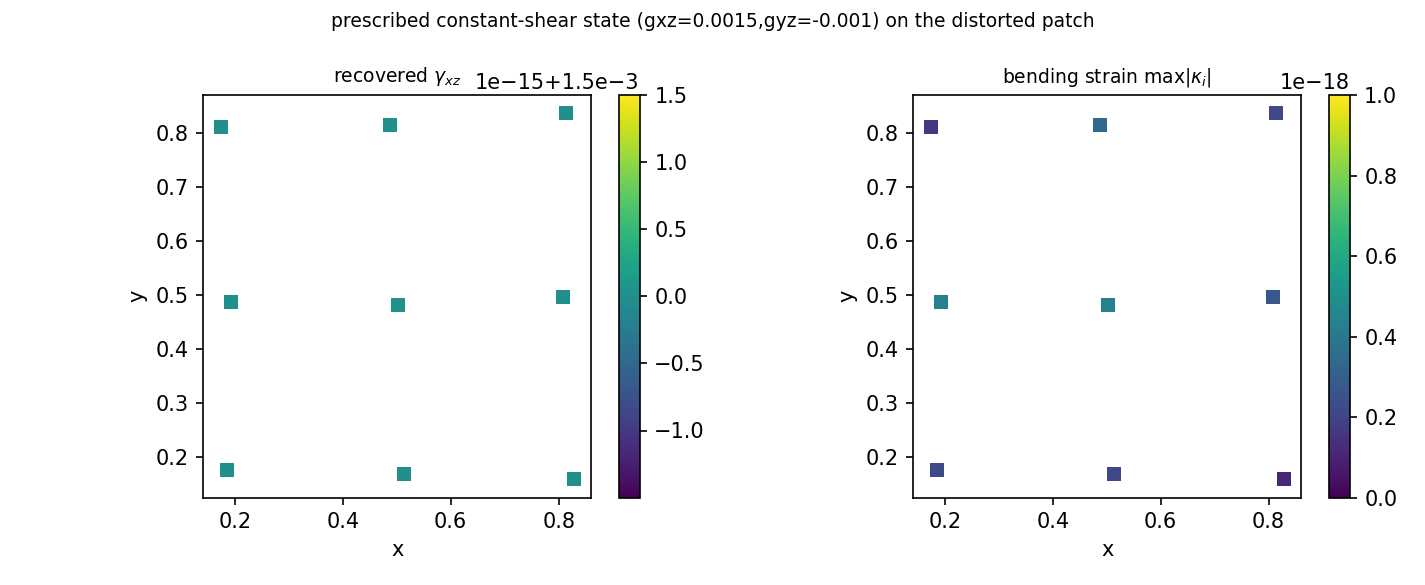 prescribed constant-shear state (gxz=0.0015,gyz=-0.001) on the distorted patch
recovered γxz
1e−15+1.5e−3
0.8
0.7
0.6
0.5
0.4
0.3
0.2
y
0.2 0.4 0.6 0.8
x
1.5
1.0
0.5
0.0
−0.5
−1.0
bending strain max|κi|
1e−18
0.8
0.7
0.6
0.5
0.4
0.3
0.2
y
0.2 0.4 0.6 0.8
x
1.0
0.8
0.6
0.4
0.2
0.0